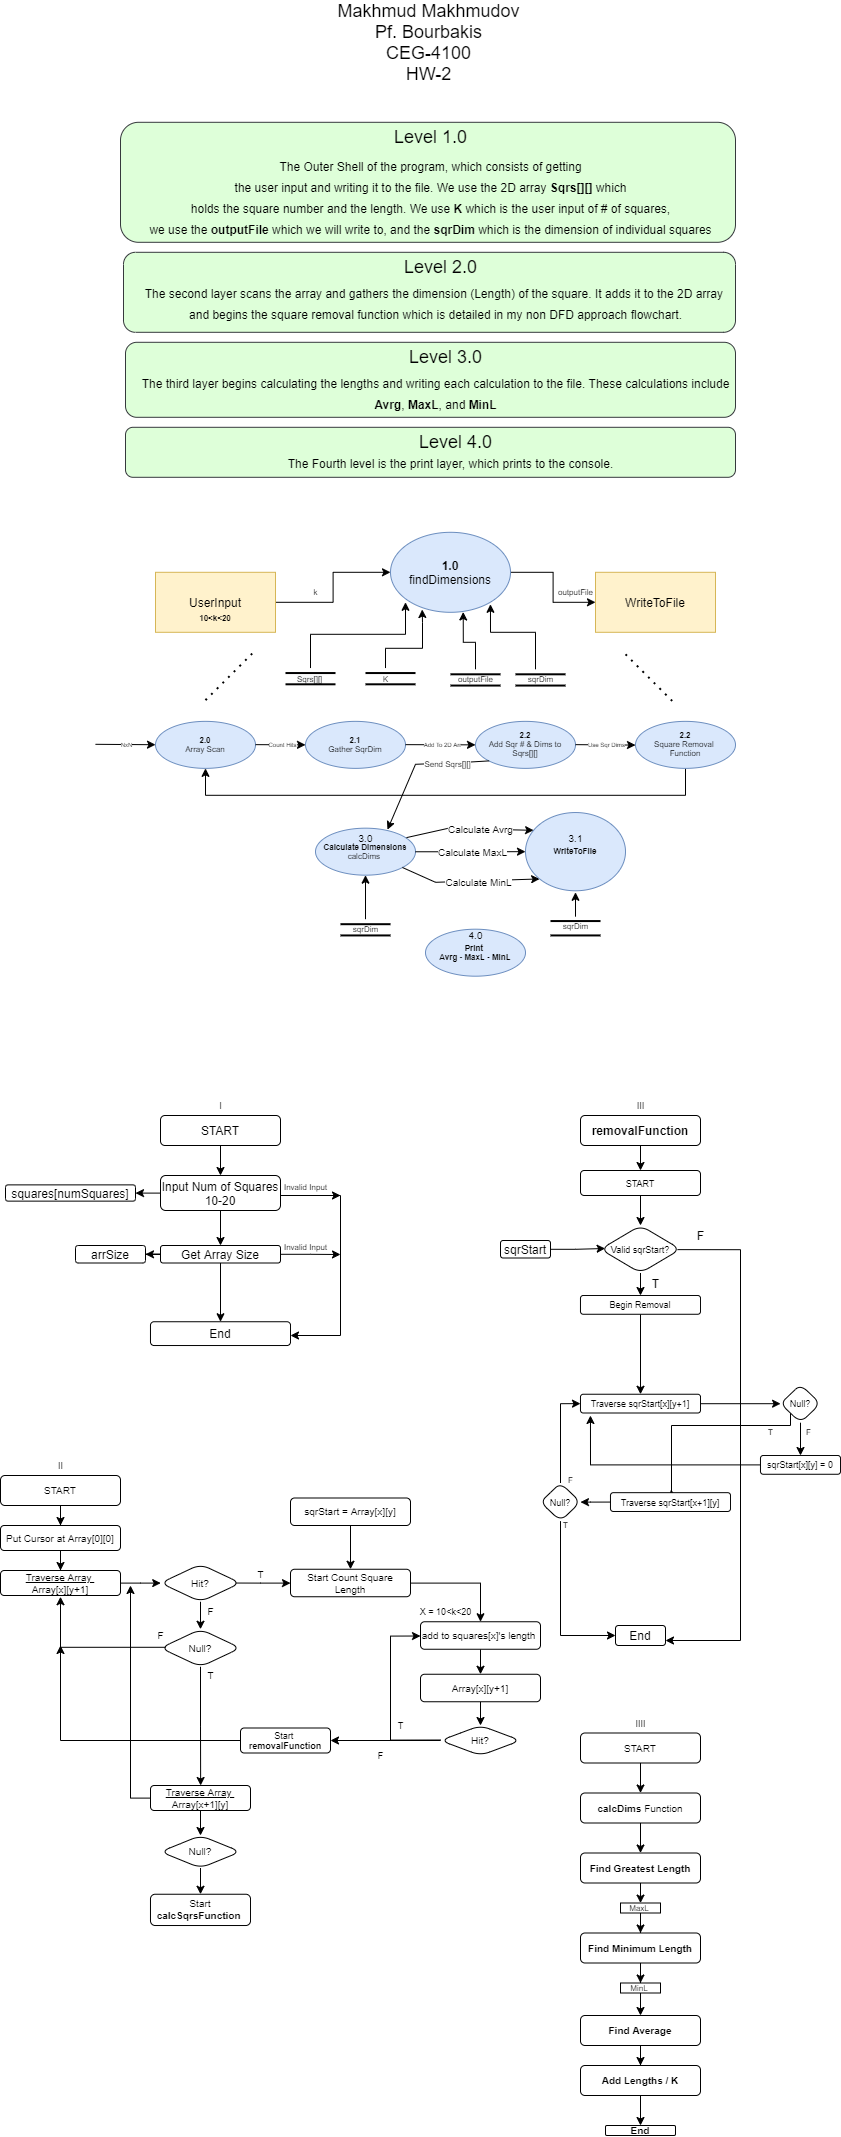 Makhmud Makhmudov
Pf. Bourbakis
CEG-4100
HW-2
Level 1.0
The Outer Shell of the program, which consists of getting
the user input and writing it to the file. We use the 2D array Sqrs[][] which
holds the square number and the length. We use K which is the user input of # of squares,
we use the outputFile which we will write to, and the sqrDim which is the dimension of individual squares
Level 2.0
The second layer scans the array and gathers the dimension (Length) of the square. It adds it to the 2D array
and begins the square removal function which is detailed in my non DFD approach flowchart.
Level 3.0
The third layer begins calculating the lengths and writing each calculation to the file. These calculations include
Avrg, MaxL, and MinL
Level 4.0
The Fourth level is the print layer, which prints to the console.
1.0
findDimensions
UserInput
10<k<20
k
outputFile
WriteToFile
Sqrs[][]
K
outputFile
sqrDim
NxN
2.0
Array Scan
Count Hits
2.1
Gather SqrDim
Add To 2D Arr
2.2
Add Sqr # & Dims to
Sqrs[][]
Use Sqr Dims
2.2
Square Removal
Function
Send Sqrs[][]
3.0
Calculate Dimensions
calcDims
Calculate Avrg
Calculate MaxL
Calculate MinL
3.1
WriteToFile
sqrDim
sqrDim
4.0
Print
Avrg - MaxL - MinL
I
START
Input Num of Squares
10-20
Invalid Input
squares[numSquares]
Get Array Size
Invalid Input
arrSize
End
III
removalFunction
START
sqrStart
Valid sqrStart?
F
T
Begin Removal
Traverse sqrStart[x][y+1]
Null?
T
F
sqrStart[x][y] = 0
F
Null?
T
Traverse sqrStart[x+1][y]
End
II
START
Put Cursor at Array[0][0]
Traverse Array
Array[x][y+1]
Hit?
T
F
Null?
F
T
sqrStart = Array[x][y]
Start Count Square
Length
X = 10<k<20
add to squares[x]'s length
Array[x][y+1]
Hit?
T
F
Start
removalFunction
Traverse Array
Array[x+1][y]
Null?
Start
calcSqrsFunction
IIII
START
calcDims Function
Find Greatest Length
MaxL
Find Minimum Length
MinL
Find Average
Add Lengths / K
End